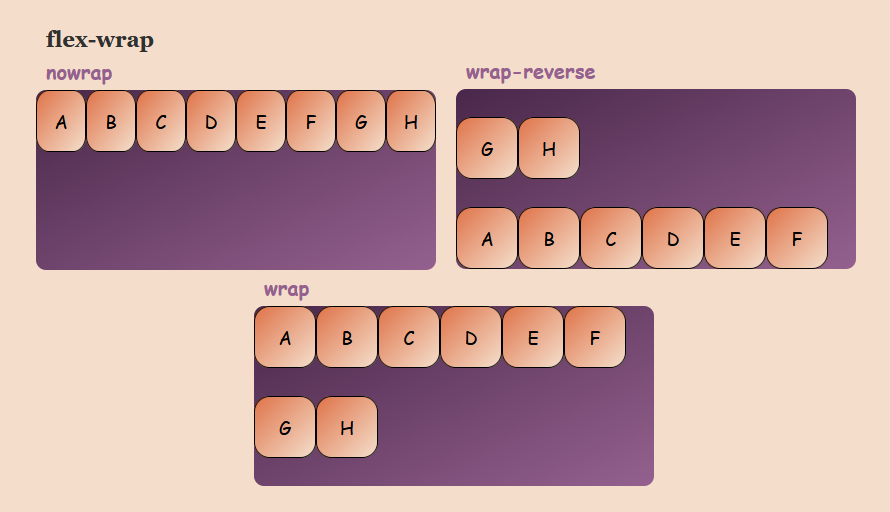 flex-wrap
nowrap
A B C D E F G H
wrap-reverse
G H
A B C D E F
wrap
A B C D E F
G H